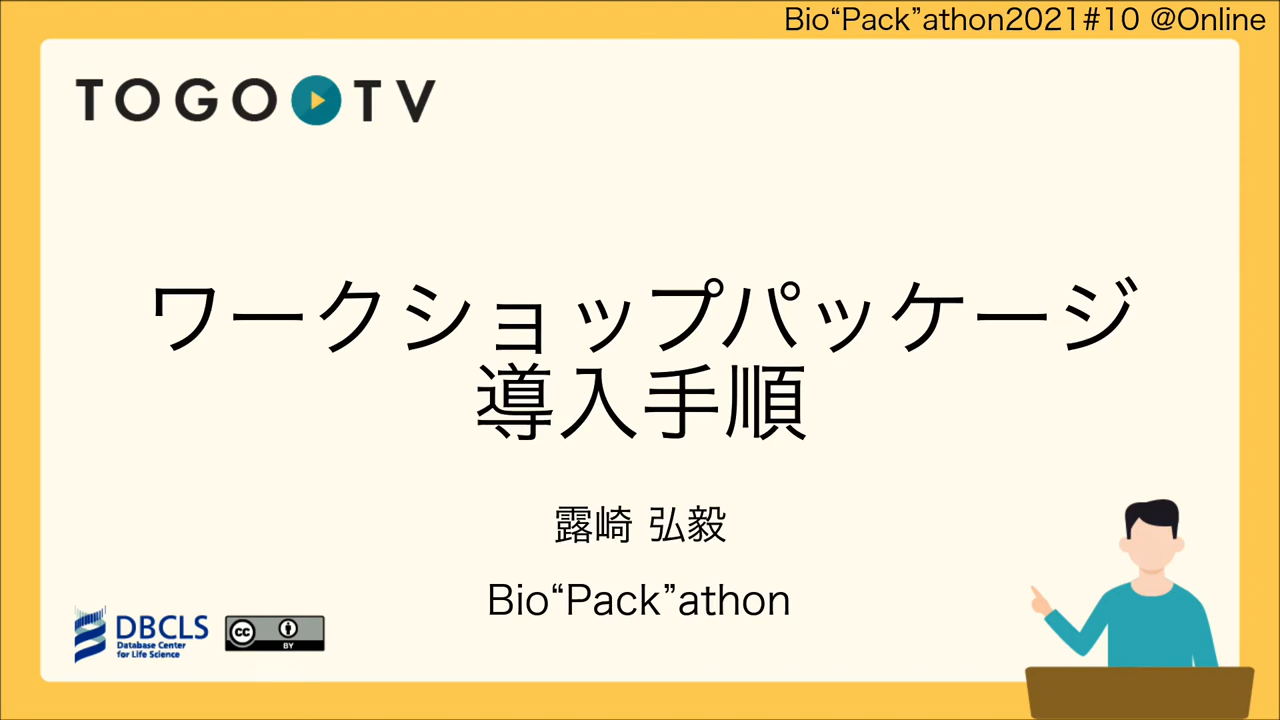 Bio“Pack”athon2021#10 @Online
TOGO TV
ワークショップパッケージ
導入手順
露崎 弘毅
Bio“Pack”athon
DBCLS
Database Center
for Life Science
cc
BY